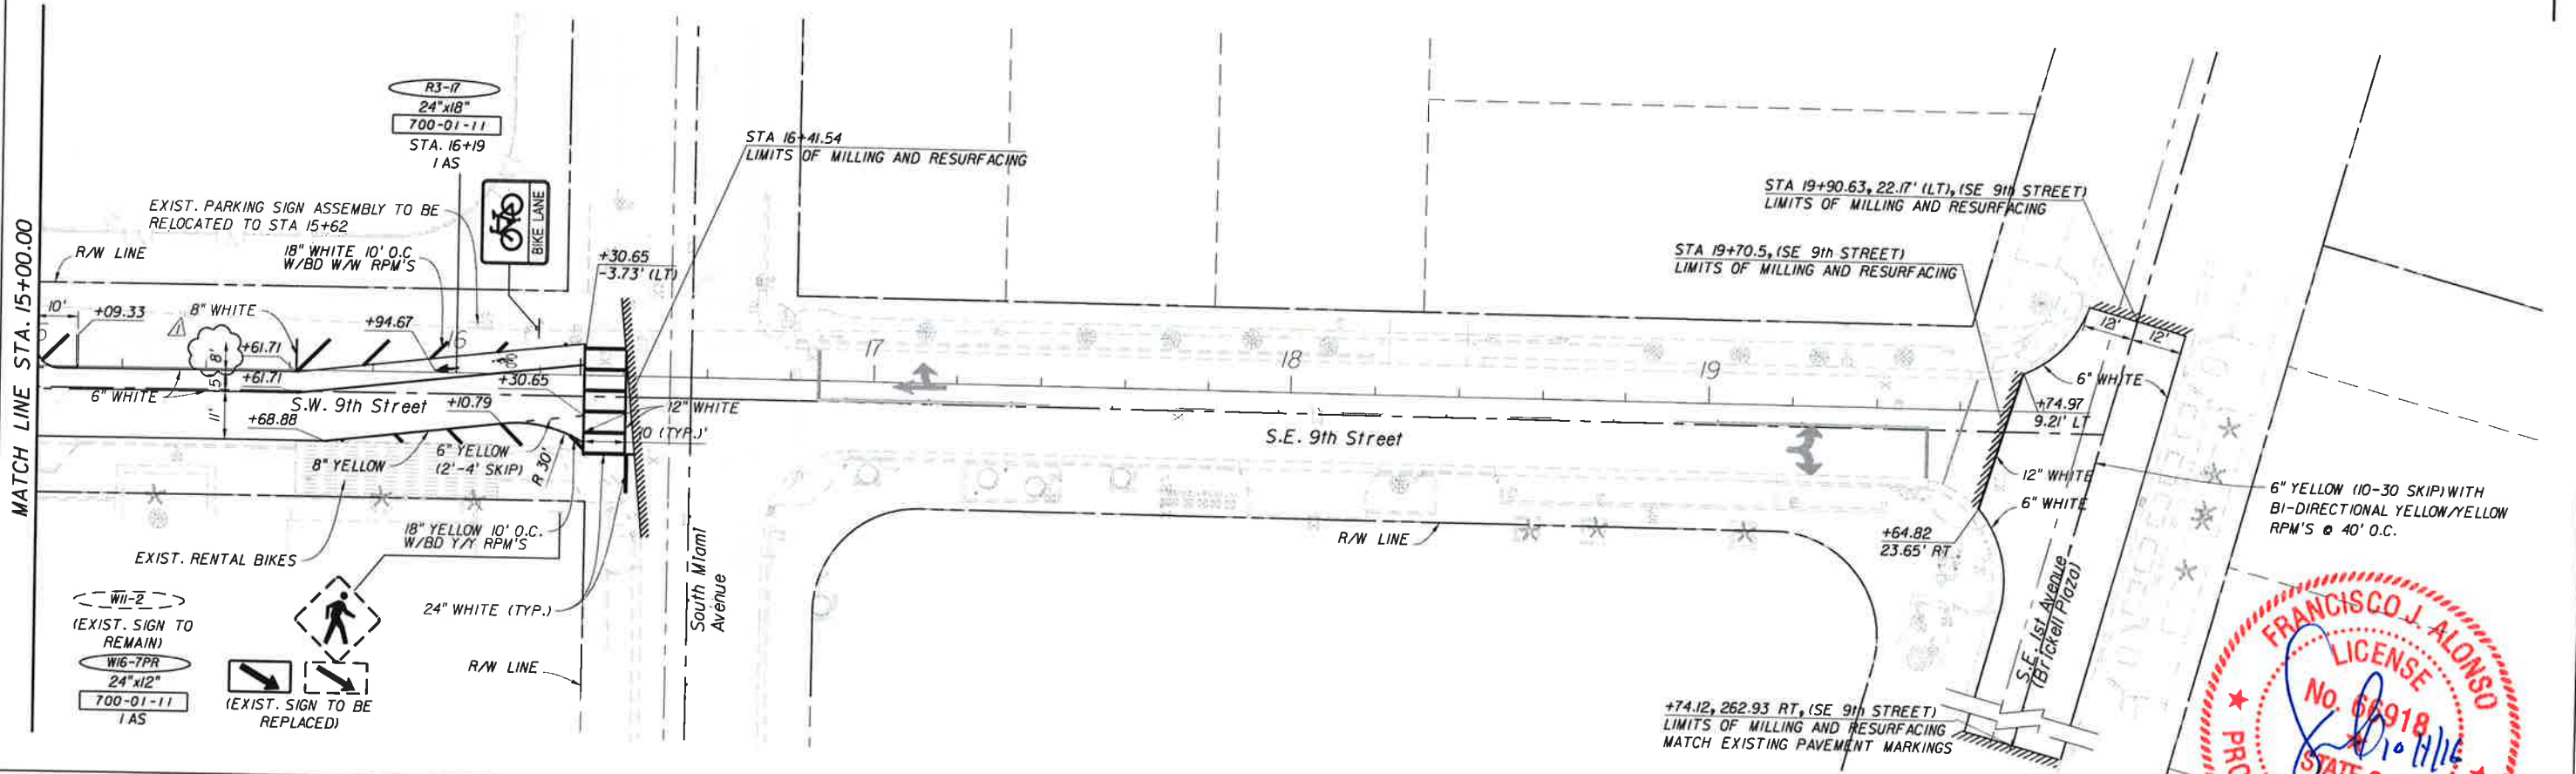 MATCH LINE STA. 15+00.00
R3-17
24"x18"
700-01-11
STA. 16+19
1 AS
EXIST. PARKING SIGN ASSEMBLY TO BE
RELOCATED TO STA 15+62
BIKE LANE
R/W LINE
18" WHITE 10' O.C.
W/BD W/W RPM'S
+30.65
-3.73' (LT)
STA 16+41.54
LIMITS OF MILLING AND RESURFACING
10'
+09.33
8" WHITE
+94.67
16
8'
+61.71
5'
+61.71
6" WHITE
S.W. 9th Street
11'
+68.88
+10.79
+30.65
12" WHITE
10 (TYP.)'
8" YELLOW
6" YELLOW
(2'-4' SKIP)
R 30'
18" YELLOW 10' O.C.
W/BD Y/Y RPM'S
EXIST. RENTAL BIKES
24" WHITE (TYP.)
W11-2
(EXIST. SIGN TO
REMAIN)
W16-7PR
24"x12"
700-01-11
1 AS
(EXIST. SIGN TO BE
REPLACED)
R/W LINE
South Miami
Avenue
17
18
19
S.E. 9th Street
R/W LINE
STA 19+90.63, 22.17' (LT), (SE 9th STREET)
LIMITS OF MILLING AND RESURFACING
STA 19+70.5, (SE 9th STREET)
LIMITS OF MILLING AND RESURFACING
12'
12'
6" WHITE
+74.97
9.21' LT
12" WHITE
6" WHITE
+64.82
23.65' RT
6" YELLOW (10-30 SKIP) WITH
BI-DIRECTIONAL YELLOW/YELLOW
RPM'S @ 40' O.C.
S.E. 1st Avenue
(Brickell Plaza)
+74.12, 262.93 RT, (SE 9th STREET)
LIMITS OF MILLING AND RESURFACING
MATCH EXISTING PAVEMENT MARKINGS
FRANCISCO J. ALONSO
LICENSE
No. 66918
STATE